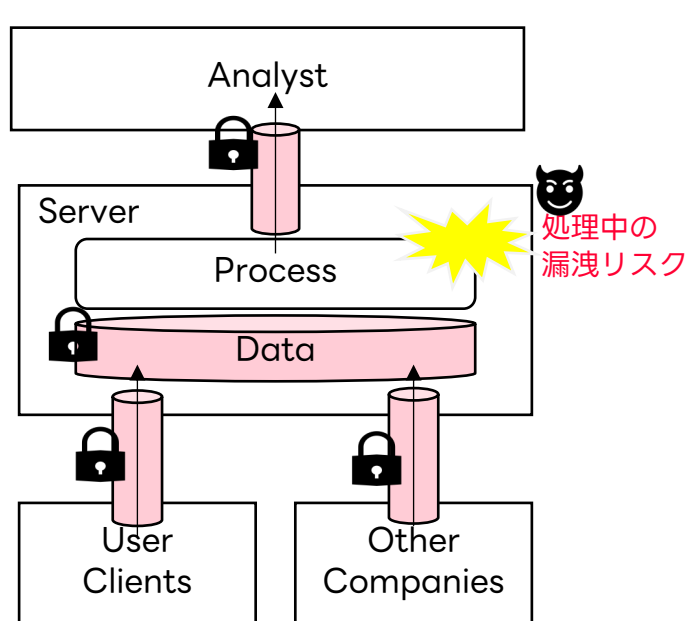 Analyst
Server
処理中の
漏洩リスク
Process
Data
User
Clients
Other
Companies